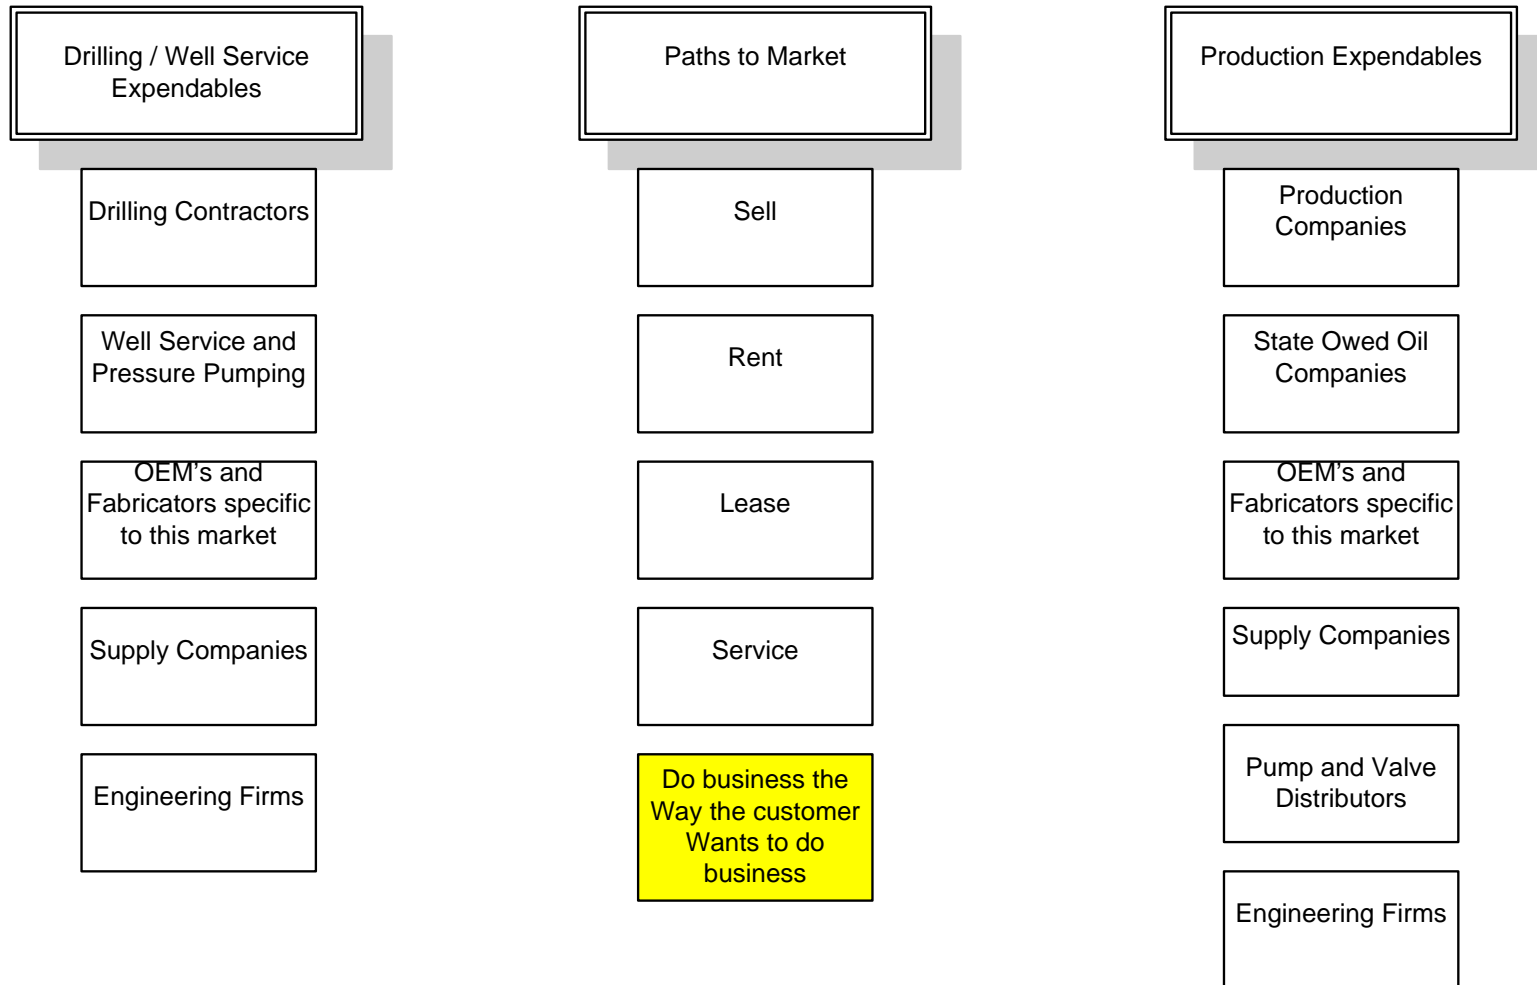 Drilling / Well Service
Expendables
Drilling Contractors
Well Service and
Pressure Pumping
OEM's and
Fabricators specific
to this market
Supply Companies
Engineering Firms
Paths to Market
Sell
Rent
Lease
Service
Do business the
Way the customer
Wants to do
business
Production Expendables
Production
Companies
State Owed Oil
Companies
OEM's and
Fabricators specific
to this market
Supply Companies
Pump and Valve
Distributors
Engineering Firms